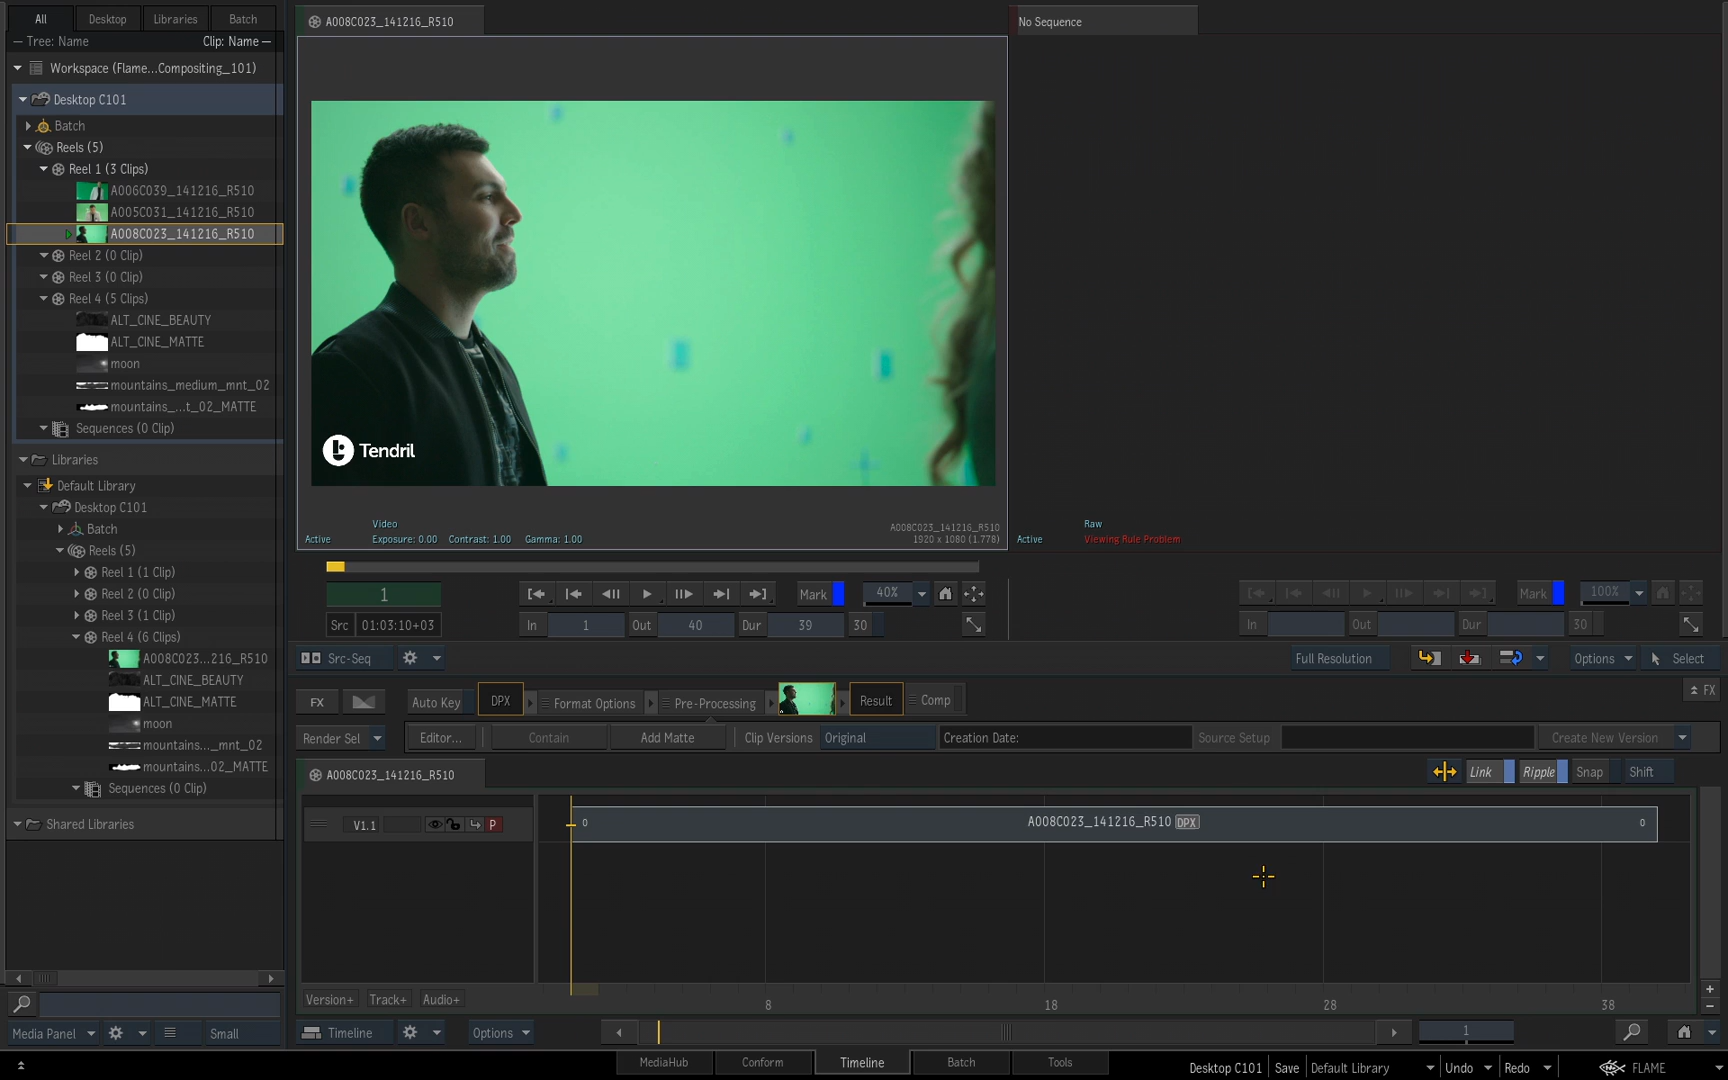 All Desktop Libraries Batch
Tree: Name Clip: Name
Workspace (Flame...Compositing_101)
Desktop C101
Batch
Reels (5)
Reel 1 (3 Clips)
A006C039_141216_R510
A005C031_141216_R510
A008C023_141216_R510
Reel 2 (0 Clip)
Reel 3 (0 Clip)
Reel 4 (5 Clips)
ALT_CINE_BEAUTY
ALT_CINE_MATTE
moon
mountains_medium_mnt_02
mountains_...t_02_MATTE
Sequences (0 Clip)
Libraries
Default Library
Desktop C101
Batch
Reels (5)
Reel 1 (1 Clip)
Reel 2 (0 Clip)
Reel 3 (1 Clip)
Reel 4 (6 Clips)
A008C023...216_R510
ALT_CINE_BEAUTY
ALT_CINE_MATTE
moon
mountains..._mnt_02
mountains...02_MATTE
Sequences (0 Clip)
Shared Libraries
Media Panel Small
A008C023_141216_R510
No Sequence
Tendril
Video
Active Exposure: 0.00 Contrast: 1.00 Gamma: 1.00
A008C023_141216_R510
1920 x 1080 (1.778)
Raw
Active Viewing Rule Problem
1 Mark 40%
Src 01:03:10+03 In 1 Out 40 Dur 39 30
Mark 100%
In Out Dur 30
Src-Seq Full Resolution Options Select
FX Auto Key DPX Format Options Pre-Processing Result Comp FX
Render Sel Editor... Contain Add Matte Clip Versions Original Creation Date: Source Setup Create New Version
A008C023_141216_R510 Link Ripple Snap Shift
V1.1 P 0 A008C023_141216_R510 DPX 0
Version+ Track+ Audio+ 8 18 28 38
Timeline Options 1
MediaHub Conform Timeline Batch Tools
Desktop C101 Save Default Library Undo Redo FLAME